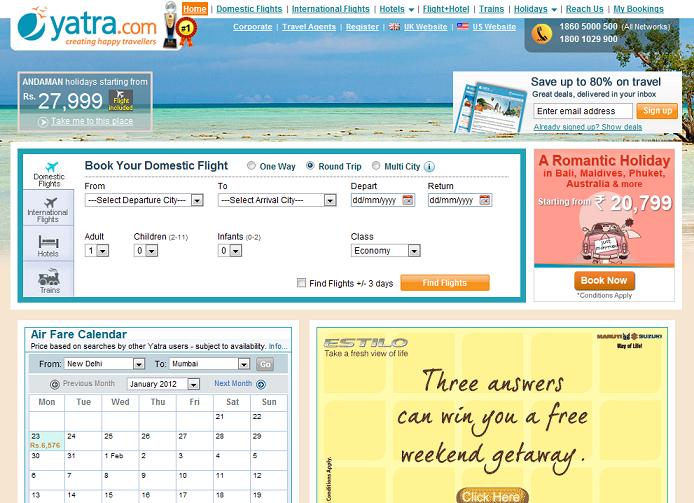 yatra.com
creating happy travellers
#1
Home | Domestic Flights | International Flights | Hotels | Flight+Hotel | Trains | Holidays | Reach Us | My Bookings
Corporate | Travel Agents | Register | UK Website | US Website
1860 5000 500 (All Networks)
1800 1029 900
ANDAMAN holidays starting from
Rs. 27,999 Flight included
Take me to this place
Save up to 80% on travel
Great deals, delivered in your inbox
Enter email address Sign up
Already signed up? Show deals
Domestic Flights
International Flights
Hotels
Trains
Book Your Domestic Flight One Way Round Trip Multi City i
From To Depart Return
---Select Departure City--- ---Select Arrival City--- dd/mm/yyyy dd/mm/yyyy
Adult Children (2-11) Infants (0-2) Class
1 0 0 Economy
Find Flights +/- 3 days Find Flights
A Romantic Holiday
in Bali, Maldives, Phuket,
Australia & more
Starting from ₹ 20,799
just married
Book Now
*Conditions Apply
Air Fare Calendar
Price based on searches by other Yatra users - subject to availability. Info...
From: New Delhi To: Mumbai Go
Previous Month January 2012 Next Month
Mon Tue Wed Thu Fri Sat Sun
21 22
23 24 25 26 27 28 29
Rs.6,576
30 31 1 Feb 2 3 4 5
6 7 8 9 10 11 12
13 14 15 16 17 18 19
20 21 22 23 24 25 26
ESTILO
Take a fresh view of life
MARUTI SUZUKI
Way of Life!
Three answers
can win you a free
weekend getaway.
Click Here
Conditions Apply.